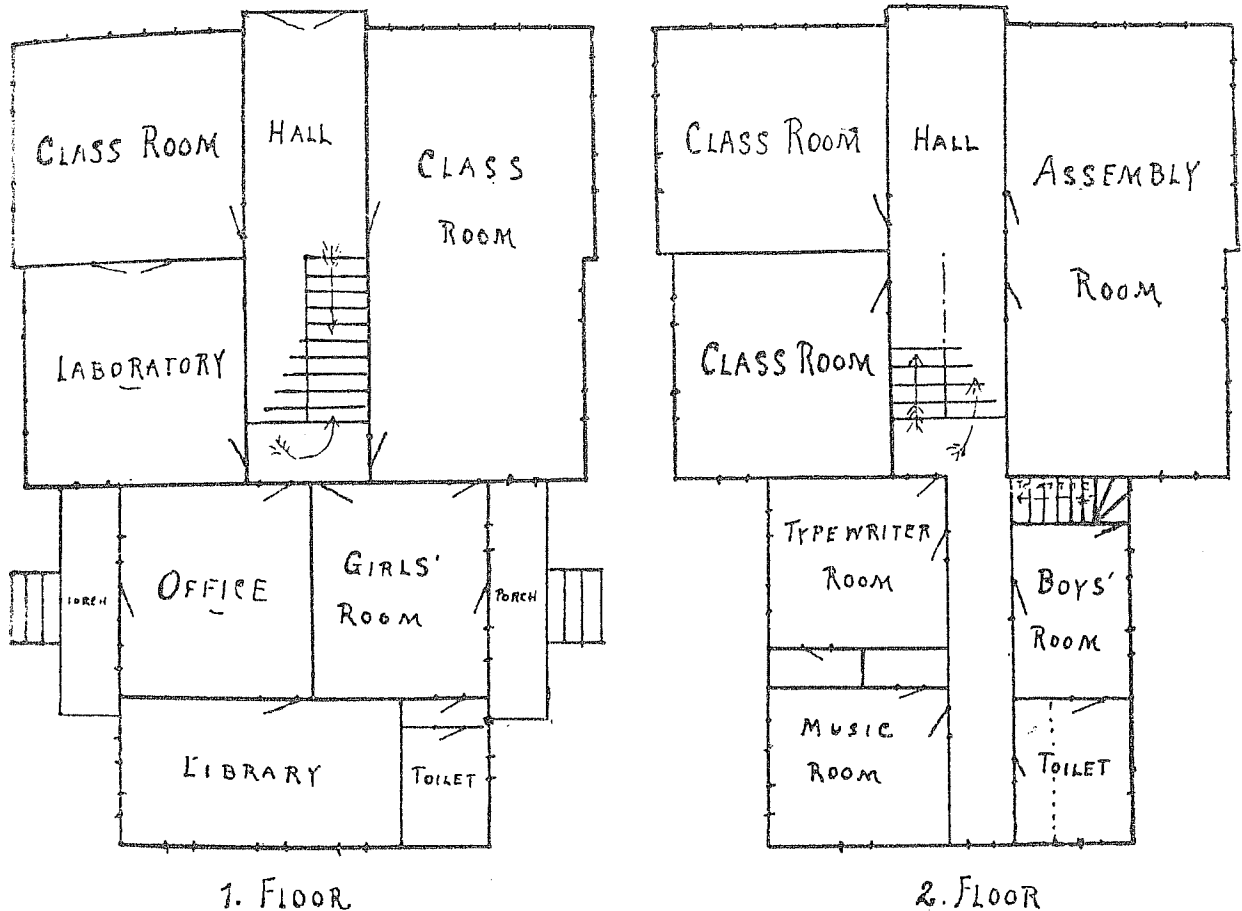 CLASS ROOM
HALL
CLASS
ROOM
LABORATORY
OFFICE
GIRLS'
ROOM
PORCH
PORCH
LIBRARY
TOILET
1. FLOOR
CLASS ROOM
HALL
ASSEMBLY
ROOM
CLASS ROOM
TYPEWRITER
ROOM
BOYS'
ROOM
MUSIC
ROOM
TOILET
2. FLOOR